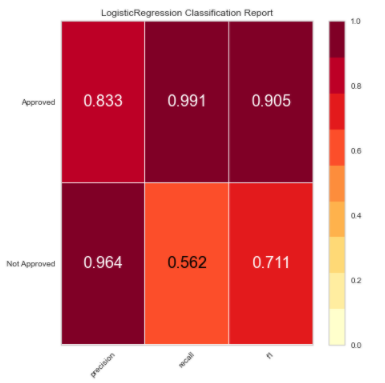 LogisticRegression Classification Report
Approved
0.833 0.991 0.905
Not Approved
0.964 0.562 0.711
precision recall f1
1.0
0.8
0.6
0.4
0.2
0.0